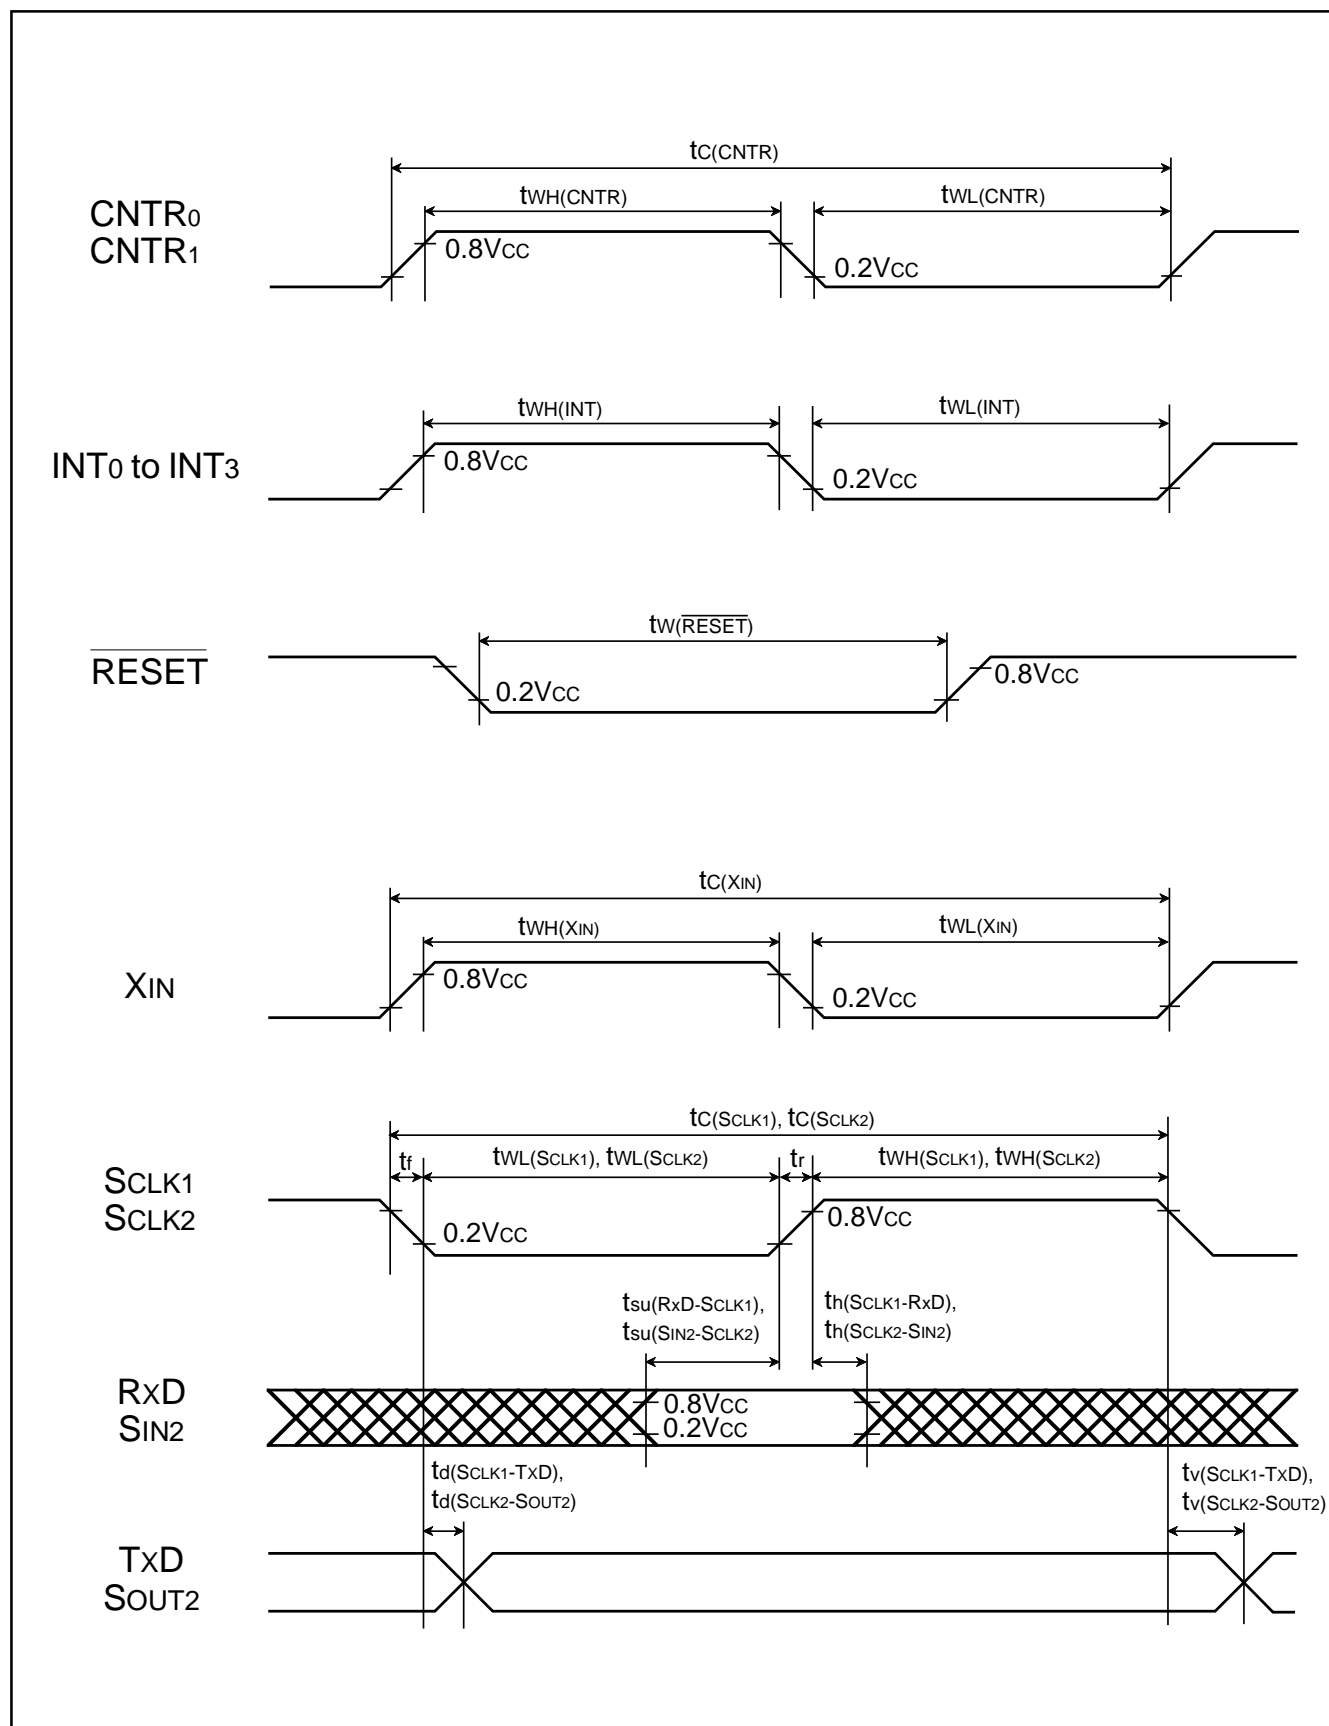 tC(CNTR)
tWH(CNTR)
tWL(CNTR)
CNTR0
CNTR1
0.8VCC
0.2VCC
tWH(INT)
tWL(INT)
INT0 to INT3
0.8VCC
0.2VCC
tW(RESET)
RESET
0.2VCC
0.8VCC
tC(XIN)
tWH(XIN)
tWL(XIN)
XIN
0.8VCC
0.2VCC
tC(SCLK1), tC(SCLK2)
tf
tWL(SCLK1), tWL(SCLK2)
tr
tWH(SCLK1), tWH(SCLK2)
SCLK1
SCLK2
0.2VCC
0.8VCC
tsu(RxD-SCLK1),
tsu(SIN2-SCLK2)
th(SCLK1-RxD),
th(SCLK2-SIN2)
RXD
SIN2
0.8VCC
0.2VCC
td(SCLK1-TXD),
td(SCLK2-SOUT2)
tv(SCLK1-TXD),
tv(SCLK2-SOUT2)
TXD
SOUT2